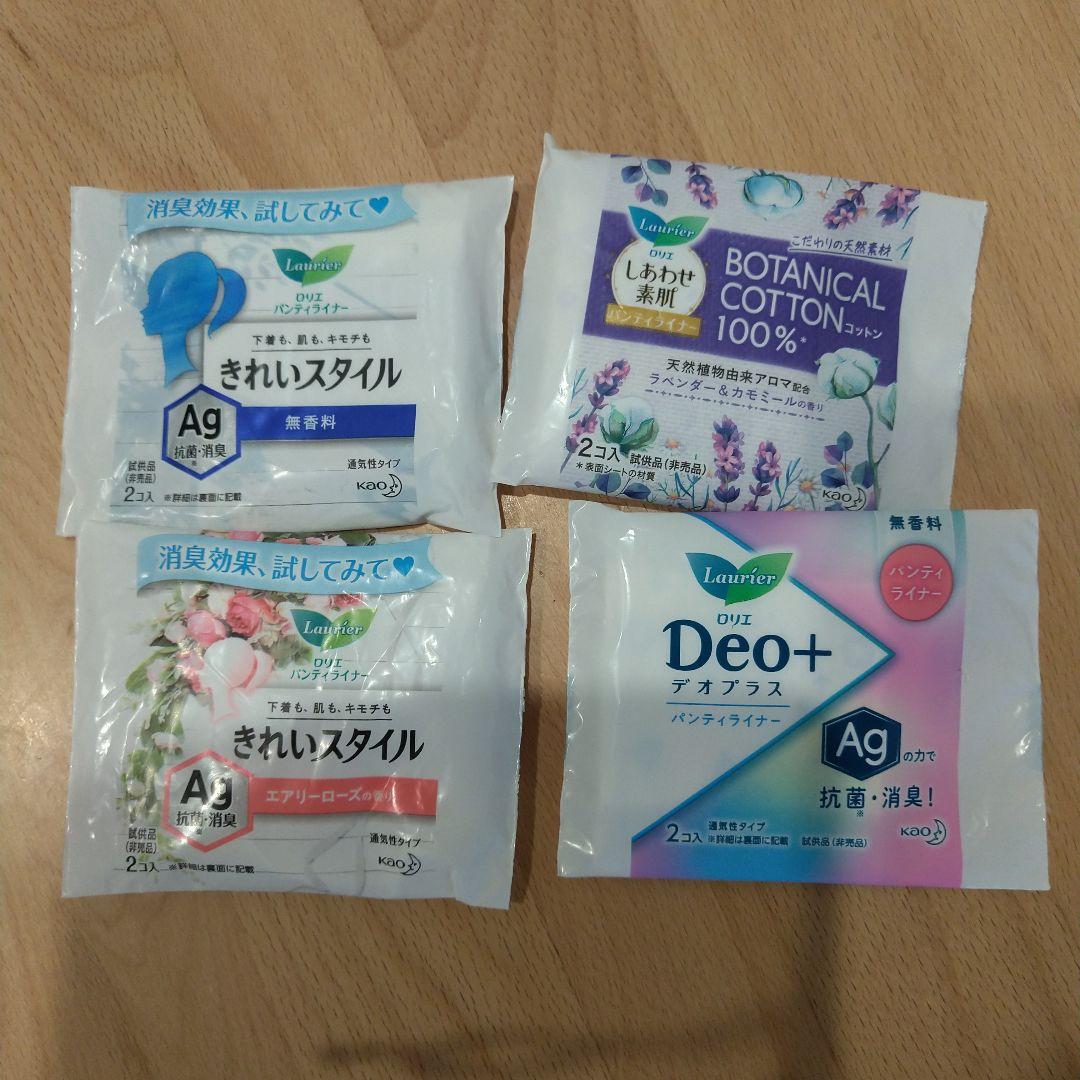 消臭効果、試してみて♥
Laurier
ロリエ
パンティライナー
下着も、肌も、キモチも
きれいスタイル
Ag
抗菌・消臭
※
無香料
試供品
(非売品)
2コ入
※詳細は裏面に記載
通気性タイプ
Kao
Laurier
ロリエ
しあわせ
素肌
パンティライナー
こだわりの天然素材
BOTANICAL
COTTON コットン
100%*
天然植物由来アロマ配合
ラベンダー&カモミールの香り
2コ入 試供品(非売品)
*表面シートの材質
Kao
消臭効果、試してみて♥
Laurier
ロリエ
パンティライナー
下着も、肌も、キモチも
きれいスタイル
Ag
抗菌・消臭
※
エアリーローズの香り
試供品
(非売品)
2コ入
※詳細は裏面に記載
通気性タイプ
Kao
無香料
パンティ
ライナー
Laurier
ロリエ
Deo+
デオプラス
パンティライナー
Agの力で
抗菌・消臭!
※
2コ入
通気性タイプ
※詳細は裏面に記載
試供品(非売品)
Kao